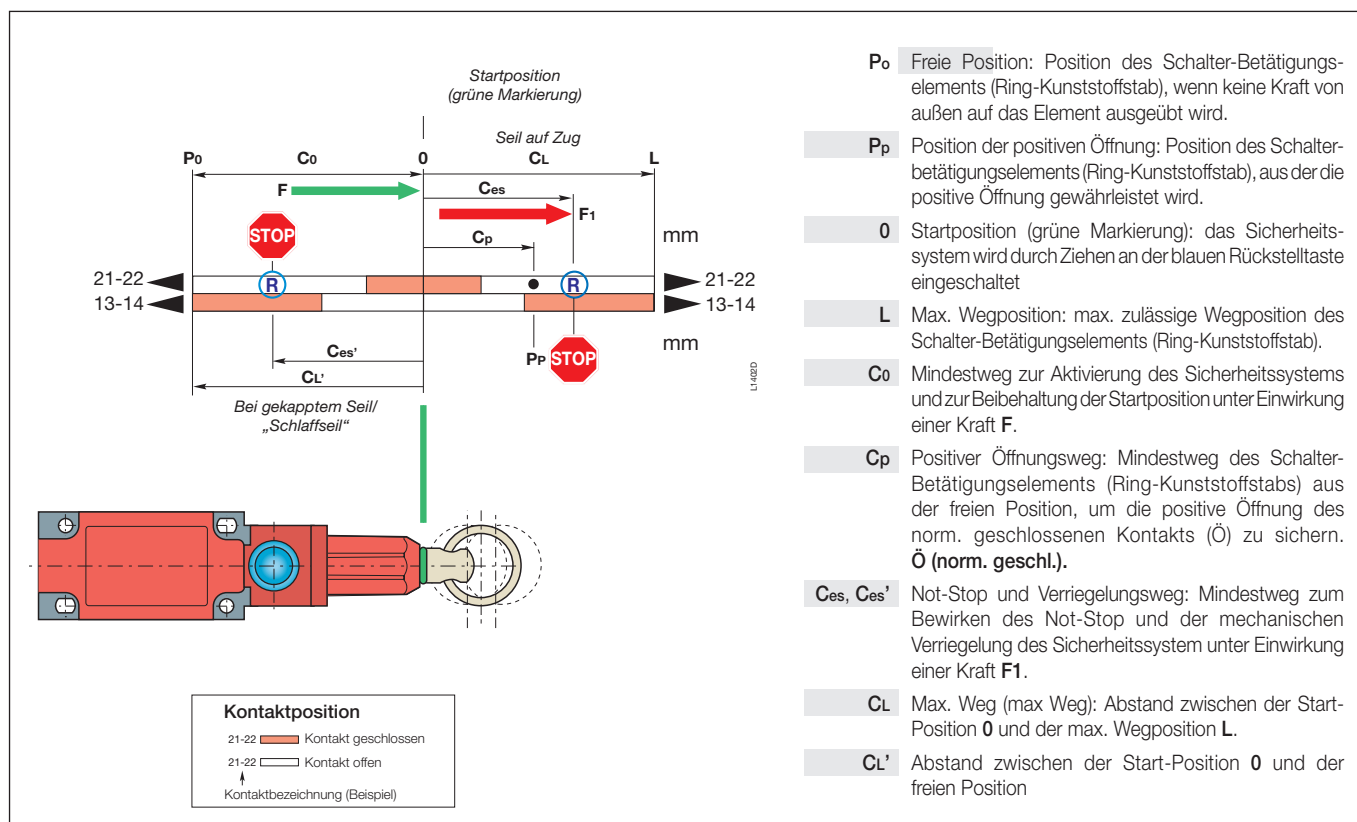 Startposition
(grüne Markierung)
Seil auf Zug
P0 C0 0 CL L
F Ces
F1
STOP Cp mm
21-22 R R 21-22
13-14 13-14
mm
Ces' PP STOP
CL'
L1402D
Bei gekapptem Seil/
„Schlaffseil“
Kontaktposition
21-22 Kontakt geschlossen
21-22 Kontakt offen
Kontaktbezeichnung (Beispiel)
Po Freie Position: Position des Schalter-Betätigungs-
elements (Ring-Kunststoffstab), wenn keine Kraft von
außen auf das Element ausgeübt wird.
Pp Position der positiven Öffnung: Position des Schalter-
betätigungselements (Ring-Kunststoffstab), aus der die
positive Öffnung gewährleistet wird.
0 Startposition (grüne Markierung): das Sicherheits-
system wird durch Ziehen an der blauen Rückstelltaste
eingeschaltet
L Max. Wegposition: max. zulässige Wegposition des
Schalter-Betätigungselements (Ring-Kunststoffstab).
C0 Mindestweg zur Aktivierung des Sicherheitssystems
und zur Beibehaltung der Startposition unter Einwirkung
einer Kraft F.
Cp Positiver Öffnungsweg: Mindestweg des Schalter-
Betätigungselements (Ring-Kunststoffstabs) aus
der freien Position, um die positive Öffnung des
norm. geschlossenen Kontakts (Ö) zu sichern.
Ö (norm. geschl.).
Ces, Ces' Not-Stop und Verriegelungsweg: Mindestweg zum
Bewirken des Not-Stop und der mechanischen
Verriegelung des Sicherheitssystem unter Einwirkung
einer Kraft F1.
CL Max. Weg (max Weg): Abstand zwischen der Start-
Position 0 und der max. Wegposition L.
CL' Abstand zwischen der Start-Position 0 und der
freien Position